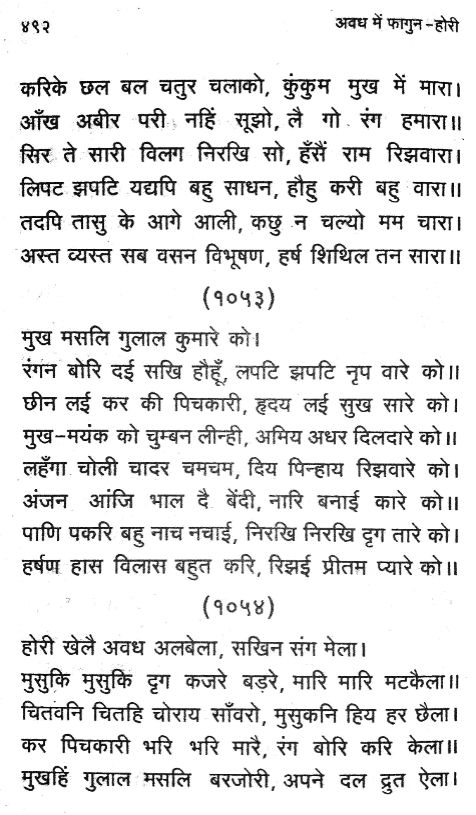 ४९२
अवध में फागुन-होरी
करिके छल बल चतुर चलाको, कुंकुम मुख में मारा।
आँख अबीर परी नहिं सूझो, लै गो रंग हमारा॥
सिर ते सारी विलग निरखि सो, हँसैं राम रिझवारा।
लिपट झपटि यद्यपि बहु साधन, हौहु करी बहु वारा॥
तदपि तासु के आगे आली, कछु न चल्यो मम चारा।
अस्त व्यस्त सब वसन विभूषण, हर्ष शिथिल तन सारा॥
(१०५३)
मुख मसलि गुलाल कुमारे को।
रंगन बोरि दई सखि हौहूँ, लपटि झपटि नृप वारे को॥
छीन लई कर की पिचकारी, हृदय लई सुख सारे को।
मुख-मयंक को चुम्बन लीन्ही, अमिय अधर दिलदारे को॥
लहँगा चोली चादर चमचम, दिय पिन्हाय रिझवारे को।
अंजन आंजि भाल दै बेंदी, नारि बनाई कारे को॥
पाणि पकरि बहु नाच नचाई, निरखि निरखि दृग तारे को।
हर्षण हास विलास बहुत करि, रिझई प्रीतम प्यारे को॥
(१०५४)
होरी खेलै अवध अलबेला, सखिन संग मेला।
मुसुकि मुसुकि दृग कजरे बड़रे, मारि मारि मटकैला॥
चितवनि चितहि चोराय साँवरो, मुसुकनि हिय हर छैला।
कर पिचकारी भरि भरि मारै, रंग बोरि करि केला॥
मुखहिं गुलाल मसलि बरजोरी, अपने दल द्रुत ऐला।